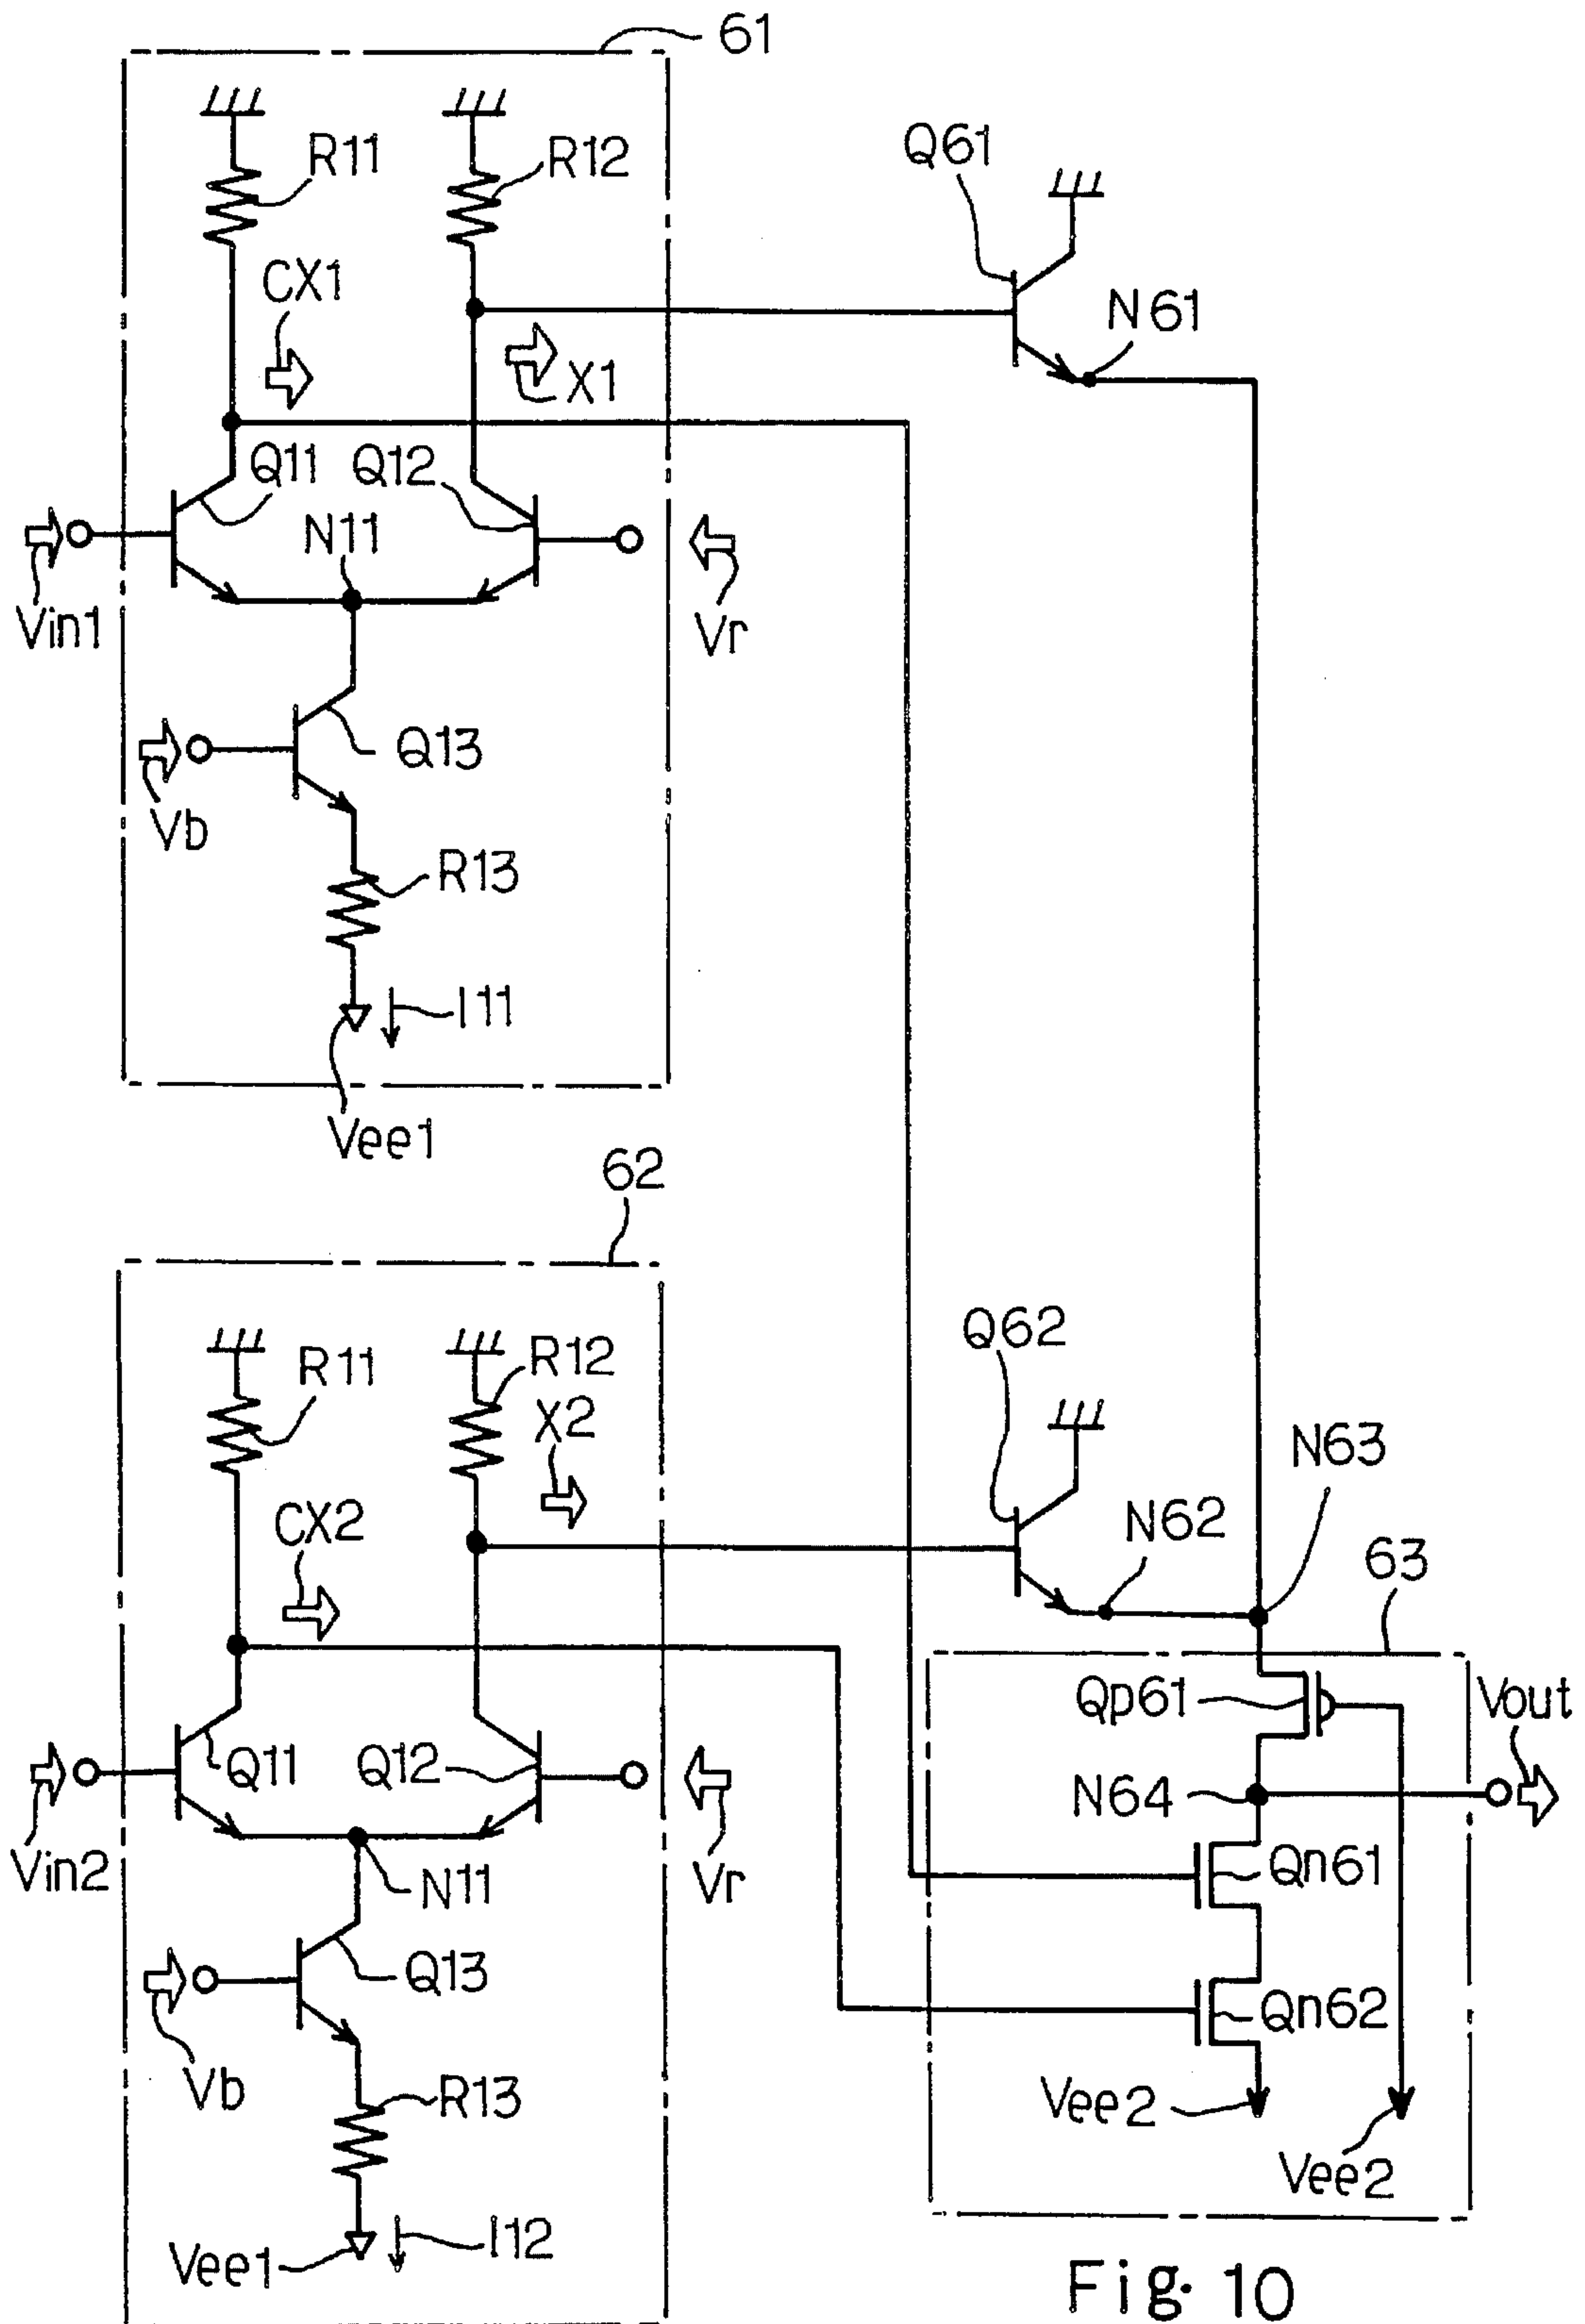 61
R11
R12
Q61
CX1
N61
X1
Q11
Q12
N11
Vin1
Vr
Q13
Vb
R13
I11
Vee1
62
Q62
R11
R12
X2
N63
CX2
N62
63
Qp61
Vout
Q11
Q12
N64
Vin2
N11
Vr
Qn61
Q13
Qn62
Vb
R13
Vee2
Vee2
I12
Vee1
Fig. 10